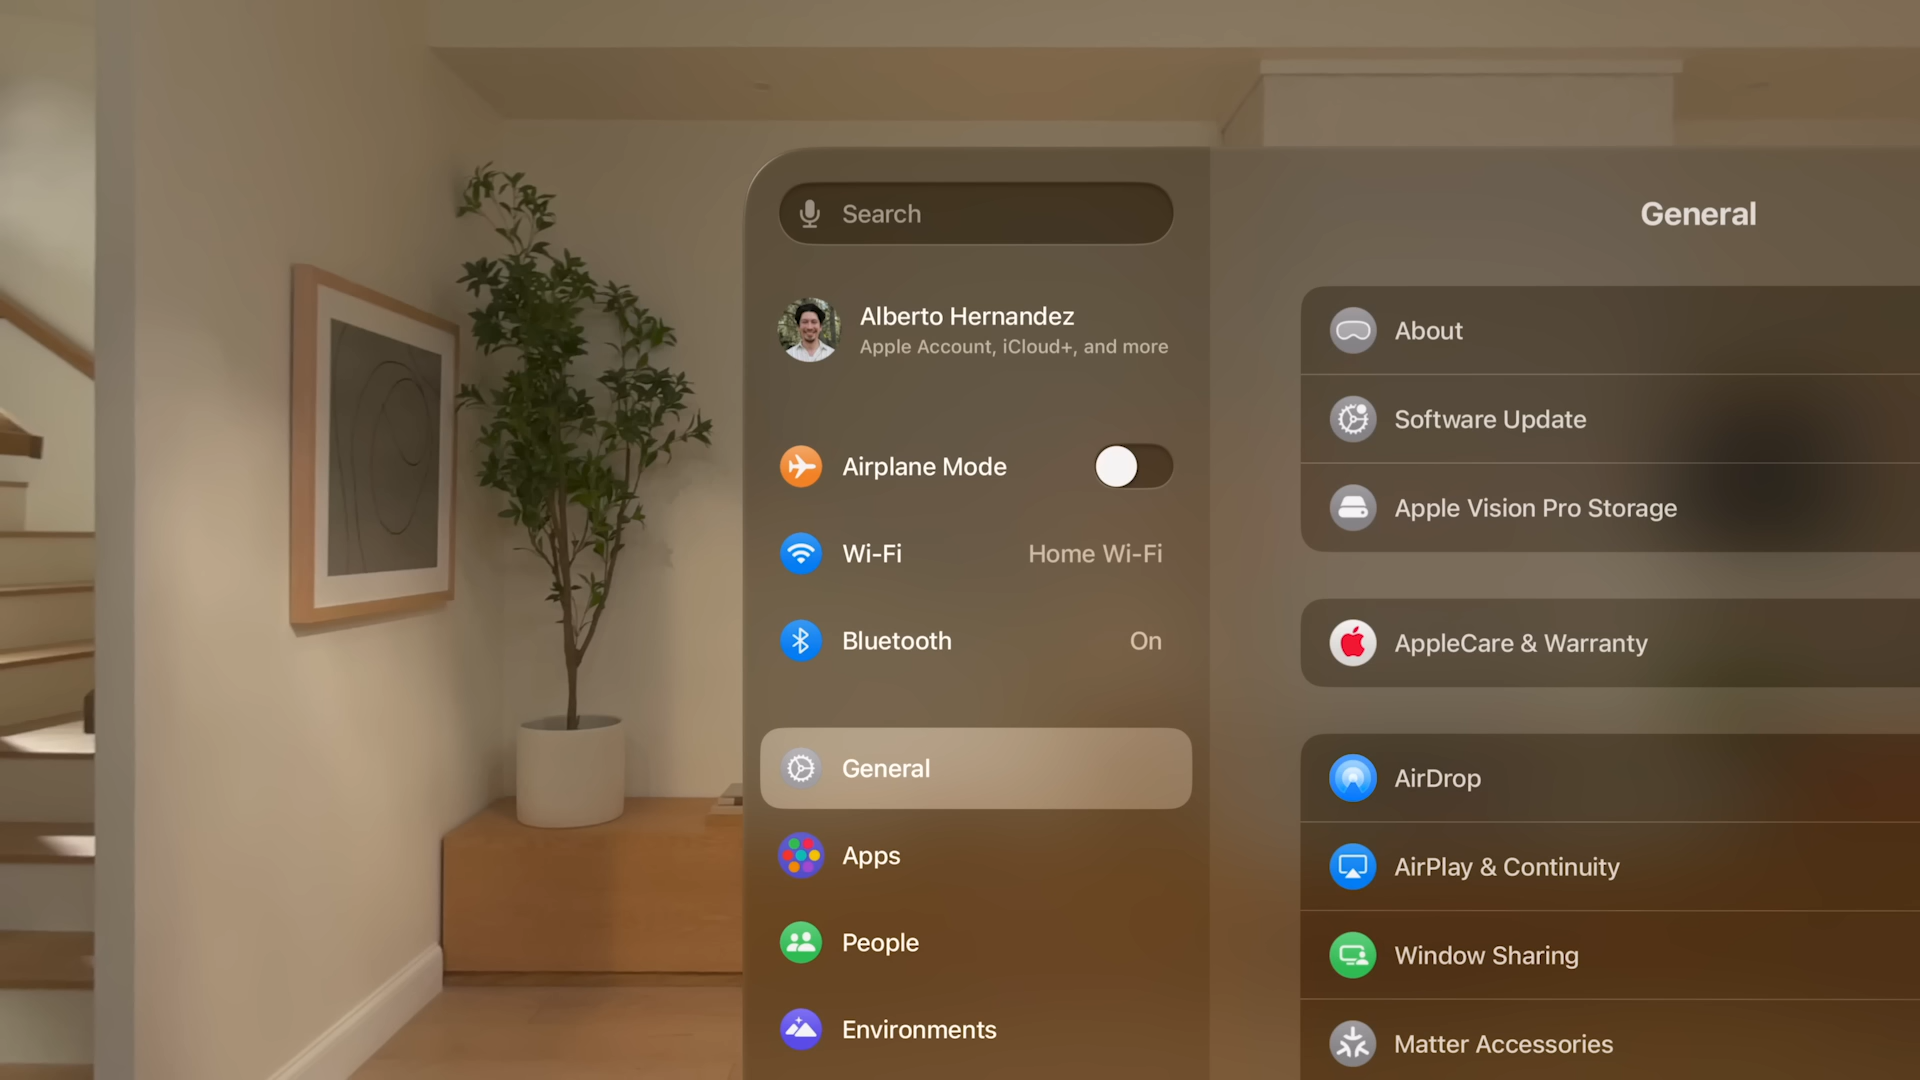 Search
Alberto Hernandez
Apple Account, iCloud+, and more
Airplane Mode
Wi-Fi
Home Wi-Fi
Bluetooth
On
General
Apps
People
Environments
General
About
Software Update
Apple Vision Pro Storage
AppleCare & Warranty
AirDrop
AirPlay & Continuity
Window Sharing
Matter Accessories